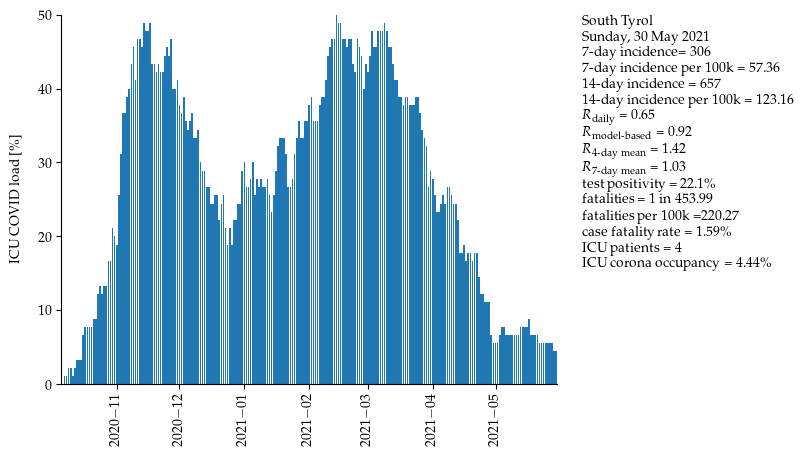 50
40
30
20
10
0
ICU COVID load [%]
2020−11
2020−12
2021−01
2021−02
2021−03
2021−04
2021−05
South Tyrol
Sunday, 30 May 2021
7-day incidence= 306
7-day incidence per 100k = 57.36
14-day incidence = 657
14-day incidence per 100k = 123.16
Rdaily = 0.65
Rmodel-based = 0.92
R4-day mean = 1.42
R7-day mean = 1.03
test positivity = 22.1%
fatalities = 1 in 453.99
fatalities per 100k =220.27
case fatality rate = 1.59%
ICU patients = 4
ICU corona occupancy = 4.44%